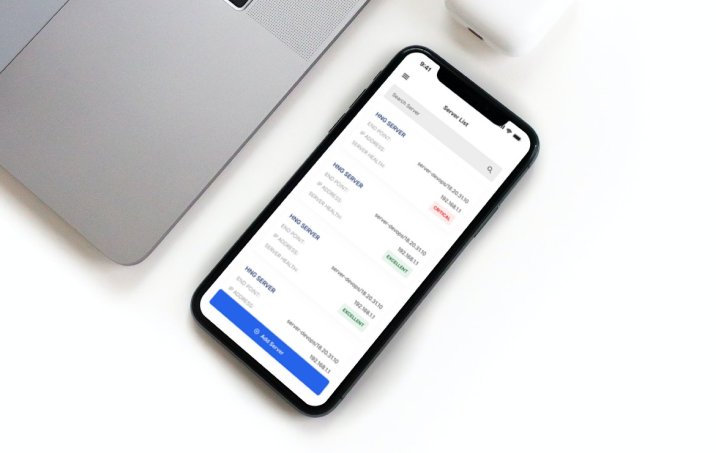 9:41
Server List
Search Server
HNG SERVER
END POINT: server-devops/18.20.31.10
IP ADDRESS: 192.168.1.1
SERVER HEALTH: CRITICAL
HNG SERVER
END POINT: server-devops/18.20.31.10
IP ADDRESS: 192.168.1.1
SERVER HEALTH: EXCELLENT
HNG SERVER
END POINT: server-devops/18.20.31.10
IP ADDRESS: 192.168.1.1
SERVER HEALTH: EXCELLENT
HNG SERVER
END POINT: server-devops/18.20.31.10
IP ADDRESS: 192.168.1.1
Add Server